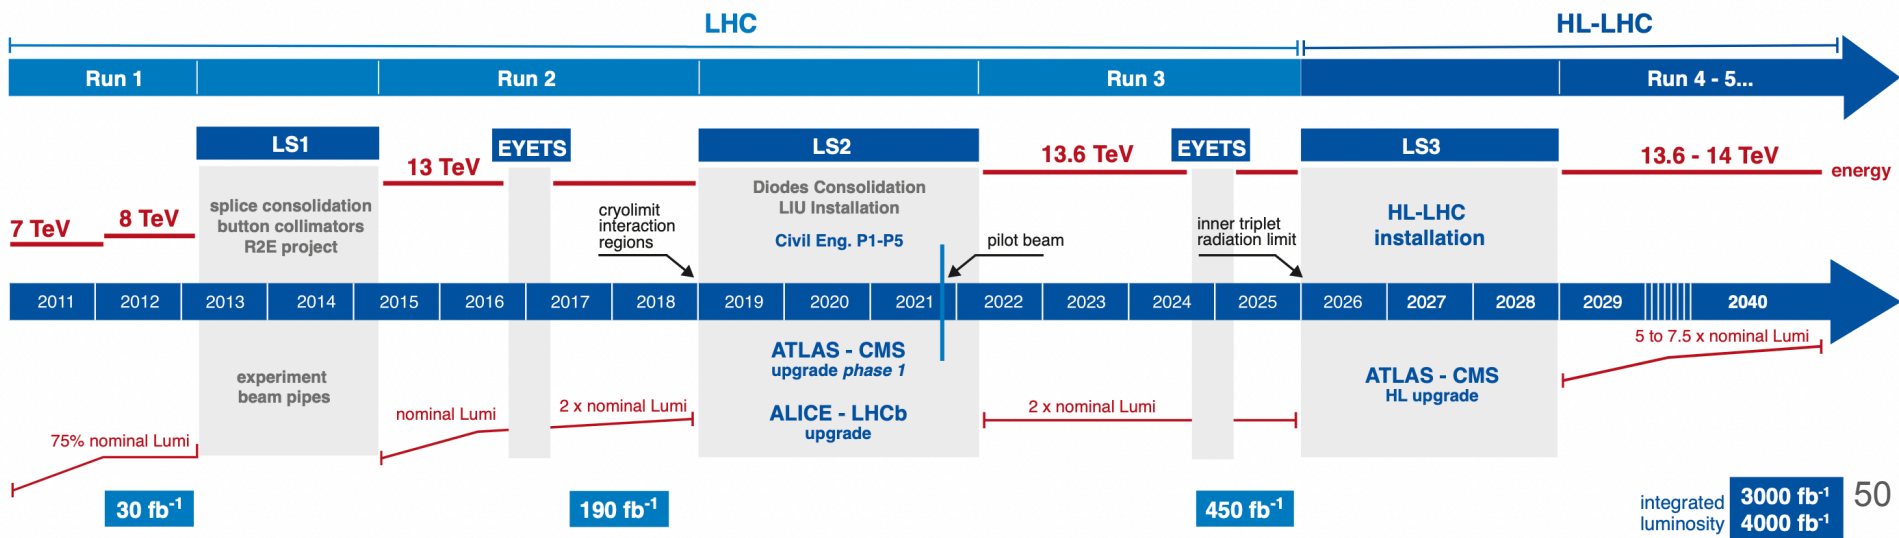 LHC
HL-LHC
Run 1
Run 2
Run 3
Run 4 - 5...
LS1
EYETS
LS2
EYETS
LS3
13 TeV
13.6 TeV
13.6 - 14 TeV
energy
7 TeV
8 TeV
splice consolidation
button collimators
R2E project
cryolimit
interaction
regions
Diodes Consolidation
LIU Installation
Civil Eng. P1-P5
pilot beam
inner triplet
radiation limit
HL-LHC
installation
2011
2012
2013
2014
2015
2016
2017
2018
2019
2020
2021
2022
2023
2024
2025
2026
2027
2028
2029
2040
experiment
beam pipes
ATLAS - CMS
upgrade phase 1
ALICE - LHCb
upgrade
ATLAS - CMS
HL upgrade
5 to 7.5 x nominal Lumi
75% nominal Lumi
nominal Lumi
2 x nominal Lumi
2 x nominal Lumi
30 fb⁻¹
190 fb⁻¹
450 fb⁻¹
integrated
luminosity
3000 fb⁻¹
4000 fb⁻¹
50